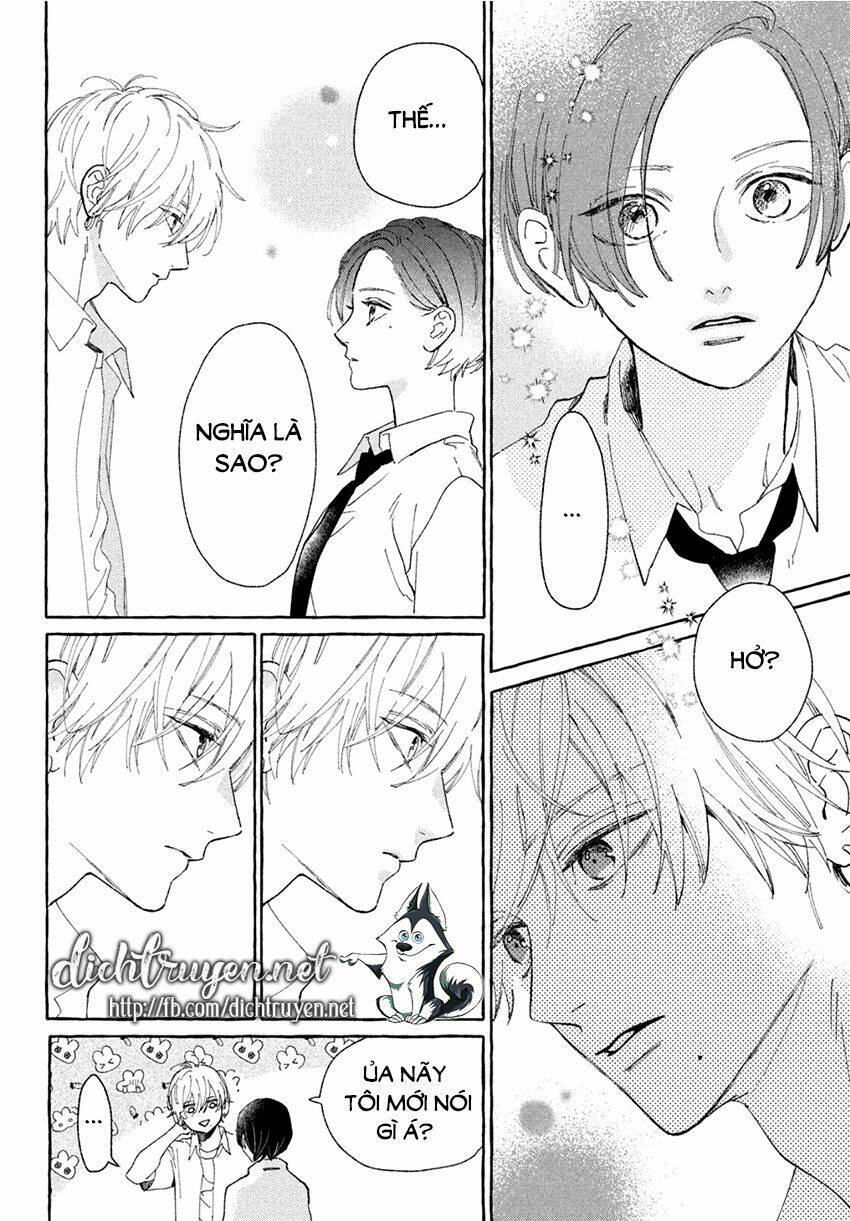 ...
HỞ?
THẾ...
NGHĨA LÀ
SAO?
dichtruyen.net
http://fb.com/dichtruyen.net
ỦA NÃY
TÔI MỚI NÓI
GÌ Á?
?
...